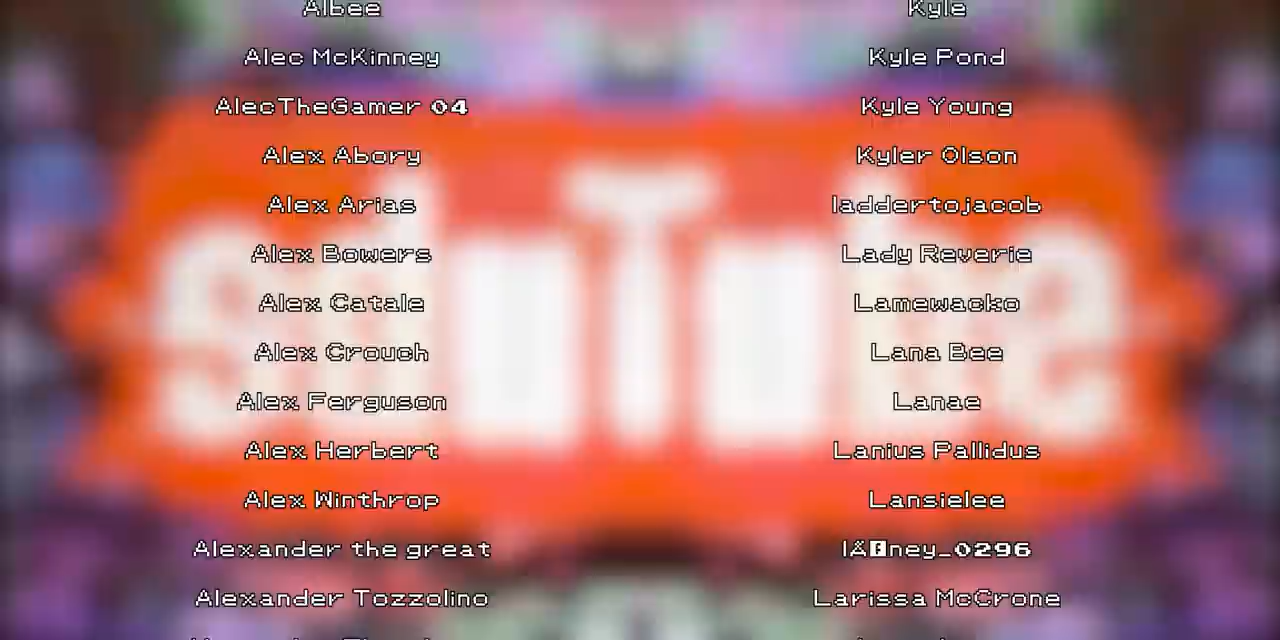 Albee
Alec McKinney
AlecTheGamer 04
Alex Abory
Alex Arias
Alex Bowers
Alex Catale
Alex Crouch
Alex Ferguson
Alex Herbert
Alex Winthrop
Alexander the great
Alexander Tozzolino
Kyle
Kyle Pond
Kyle Young
Kyler Olson
laddertojacob
Lady Reverie
Lamewacko
Lana Bee
Lanae
Lanius Pallidus
Lansielee
Larissa McCrone